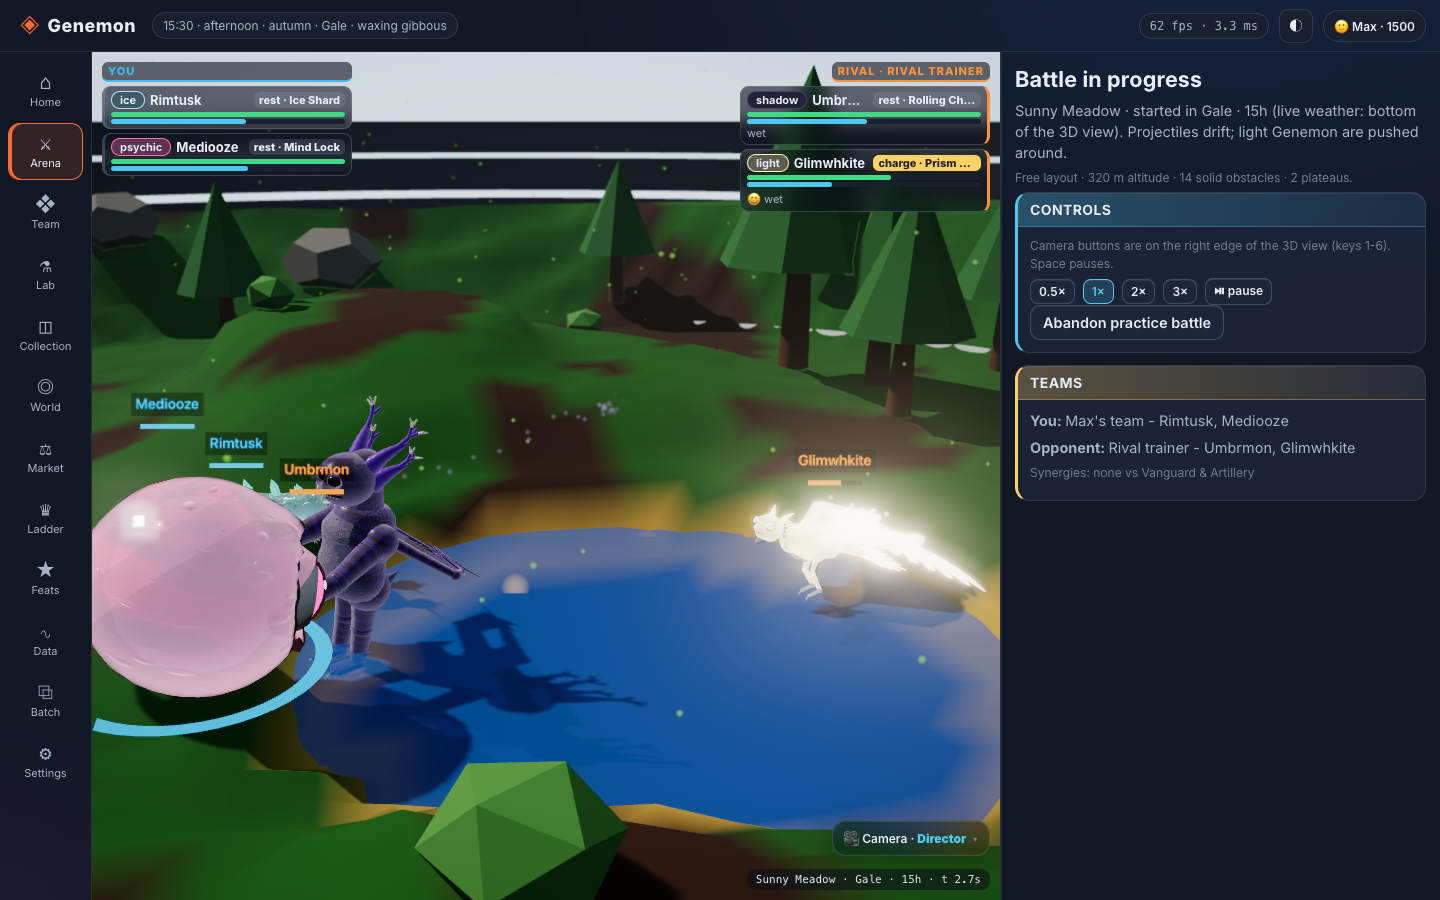 Genemon
15:30 · afternoon · autumn · Gale · waxing gibbous
62 fps · 3.3 ms
Max · 1500
Home
Arena
Team
Lab
Collection
World
Market
Ladder
Feats
Data
Batch
Settings
YOU
ice Rimtusk rest · Ice Shard
psychic Mediooze rest · Mind Lock
RIVAL · RIVAL TRAINER
shadow Umbr... rest · Rolling Ch...
wet
light Glimwhkite charge · Prism ...
wet
Mediooze
Rimtusk
Umbrmon
Glimwhkite
Camera · Director
Sunny Meadow · Gale · 15h · t 2.7s
Battle in progress
Sunny Meadow · started in Gale · 15h (live weather: bottom
of the 3D view). Projectiles drift; light Genemon are pushed
around.
Free layout · 320 m altitude · 14 solid obstacles · 2 plateaus.
CONTROLS
Camera buttons are on the right edge of the 3D view (keys 1-6).
Space pauses.
0.5× 1× 2× 3× pause
Abandon practice battle
TEAMS
You: Max's team - Rimtusk, Mediooze
Opponent: Rival trainer - Umbrmon, Glimwhkite
Synergies: none vs Vanguard & Artillery